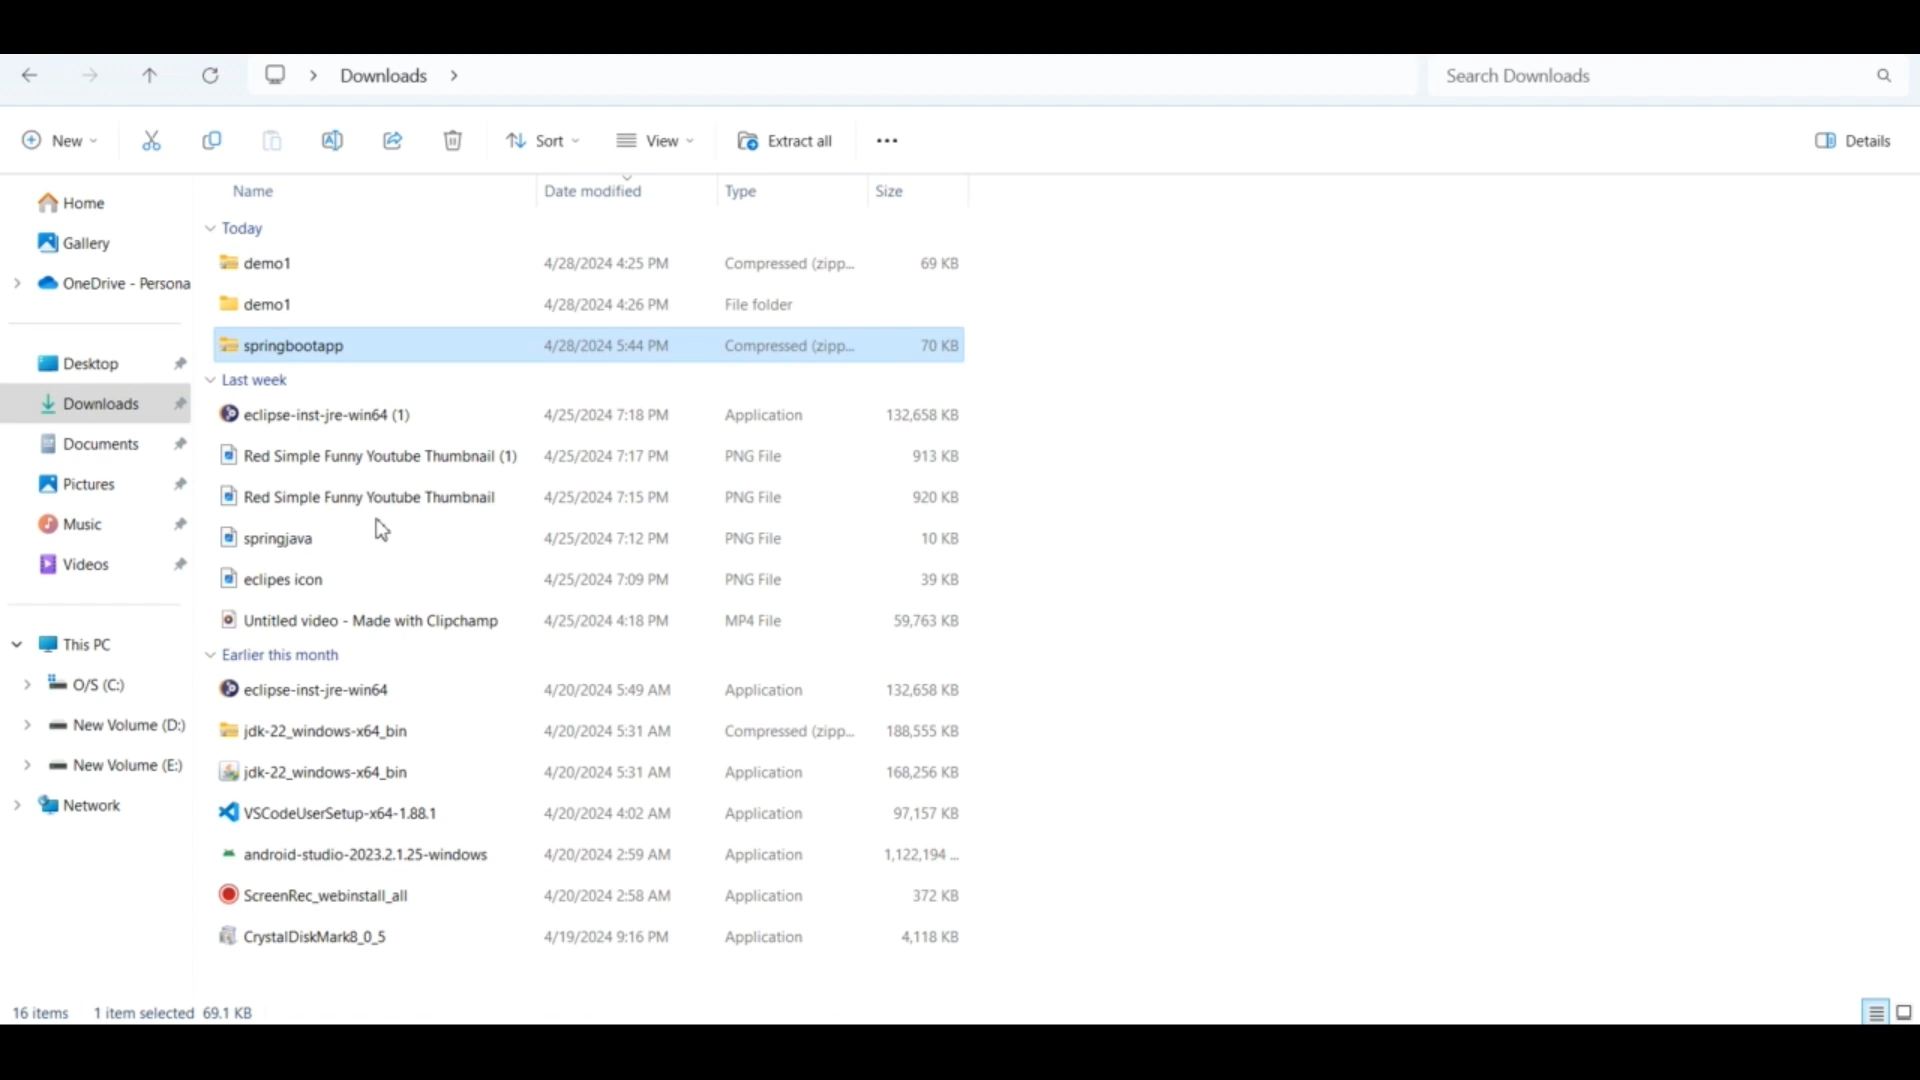 Downloads
Search Downloads
New
Sort
View
Extract all
Details
Home
Gallery
OneDrive - Persona
Desktop
Downloads
Documents
Pictures
Music
Videos
This PC
O/S (C:)
New Volume (D:)
New Volume (E:)
Network
Name Date modified Type Size
Today
demo1 4/28/2024 4:25 PM Compressed (zipp... 69 KB
demo1 4/28/2024 4:26 PM File folder
springbootapp 4/28/2024 5:44 PM Compressed (zipp... 70 KB
Last week
eclipse-inst-jre-win64 (1) 4/25/2024 7:18 PM Application 132,658 KB
Red Simple Funny Youtube Thumbnail (1) 4/25/2024 7:17 PM PNG File 913 KB
Red Simple Funny Youtube Thumbnail 4/25/2024 7:15 PM PNG File 920 KB
springjava 4/25/2024 7:12 PM PNG File 10 KB
eclipes icon 4/25/2024 7:09 PM PNG File 39 KB
Untitled video - Made with Clipchamp 4/25/2024 4:18 PM MP4 File 59,763 KB
Earlier this month
eclipse-inst-jre-win64 4/20/2024 5:49 AM Application 132,658 KB
jdk-22_windows-x64_bin 4/20/2024 5:31 AM Compressed (zipp... 188,555 KB
jdk-22_windows-x64_bin 4/20/2024 5:31 AM Application 168,256 KB
VSCodeUserSetup-x64-1.88.1 4/20/2024 4:02 AM Application 97,157 KB
android-studio-2023.2.1.25-windows 4/20/2024 2:59 AM Application 1,122,194 ...
ScreenRec_webinstall_all 4/20/2024 2:58 AM Application 372 KB
CrystalDiskMark8_0_5 4/19/2024 9:16 PM Application 4,118 KB
16 items 1 item selected 69.1 KB